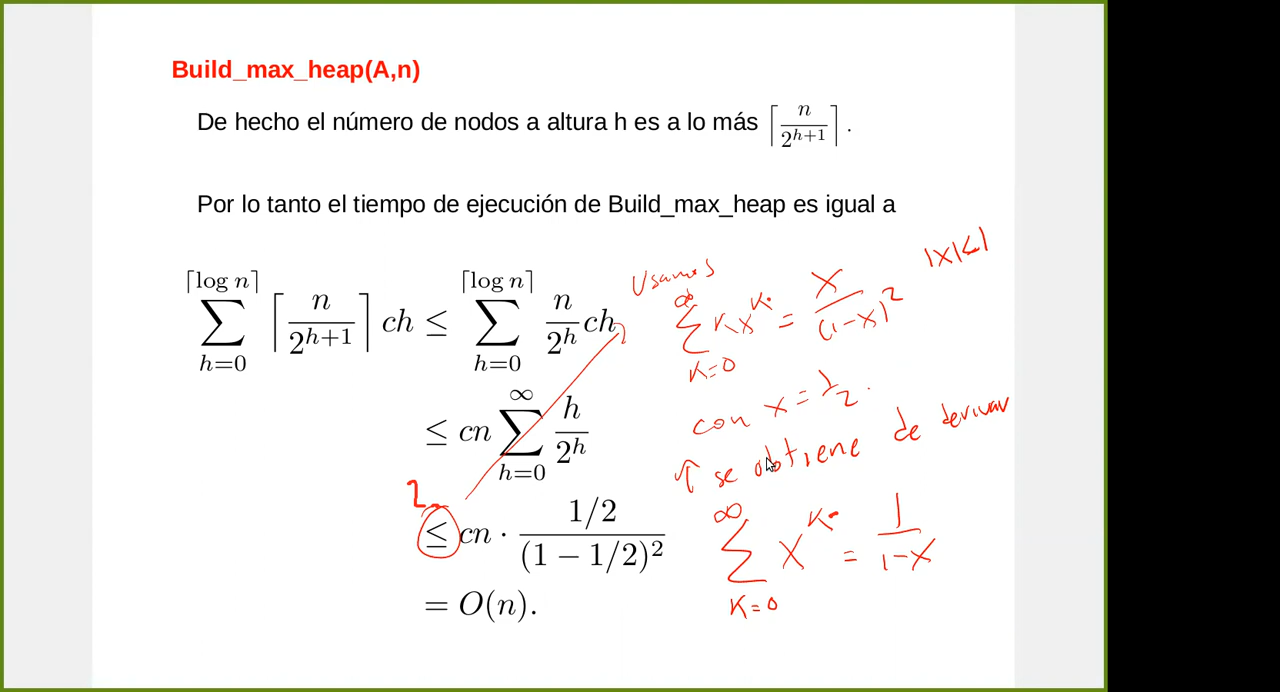 Build_max_heap(A,n)
De hecho el número de nodos a altura h es a lo más ⌈n/2^{h+1}⌉ .
Por lo tanto el tiempo de ejecución de Build_max_heap es igual a
∑_{h=0}^{⌈log n⌉} ⌈n/2^{h+1}⌉ ch ≤ ∑_{h=0}^{⌈log n⌉} n/2^h ch
≤ cn ∑_{h=0}^{∞} h/2^h
≤ cn · (1/2)/(1 − 1/2)^2
= O(n).
Usamos
|x|<1
∑_{K=0}^{∞} Kx^K = x/(1-x)^2
con x = 1/2.
↑ se obtiene de derivar
∑_{K=0}^{∞} x^K = 1/(1-x)